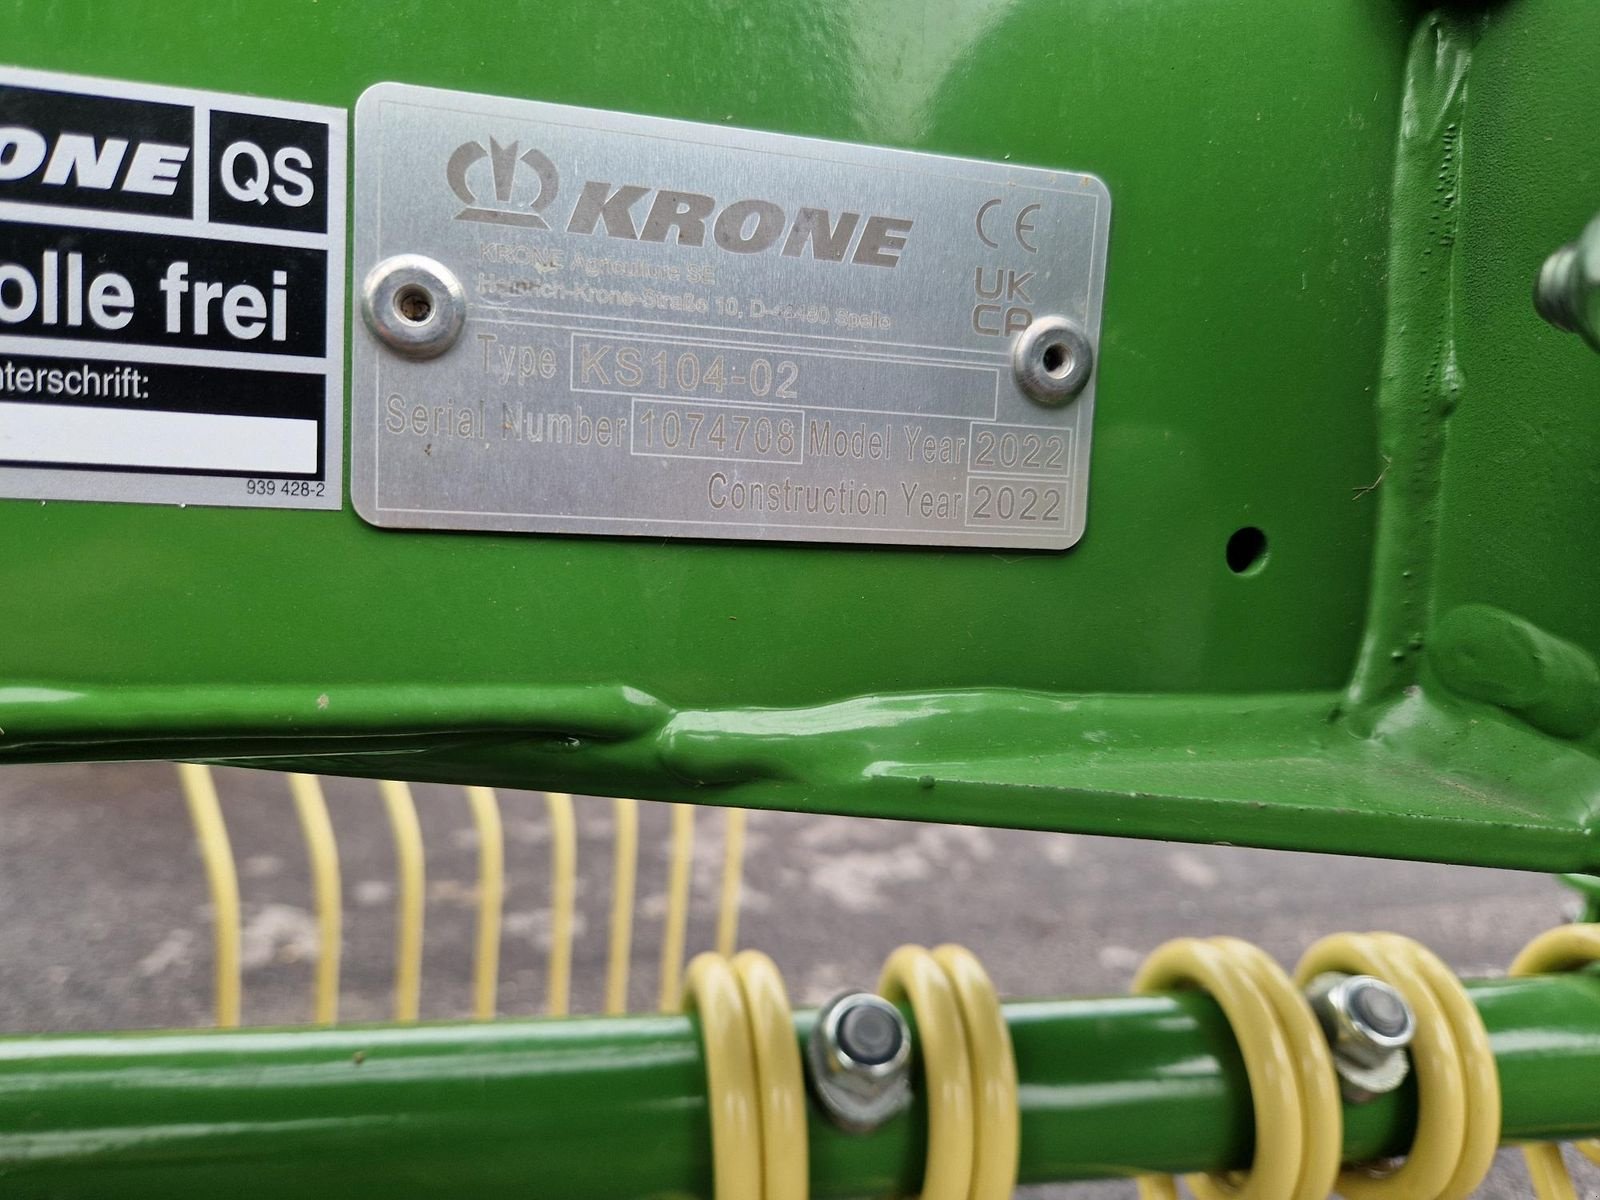 ONE QS
olle frei
nterschrift:
939 428-2
KRONE
KRONE Agriculture SE
Heinrich-Krone-Straße 10, D-48480 Spelle
CE
UK
CA
Type KS104-02
Serial Number 1074708 Model Year 2022
Construction Year 2022